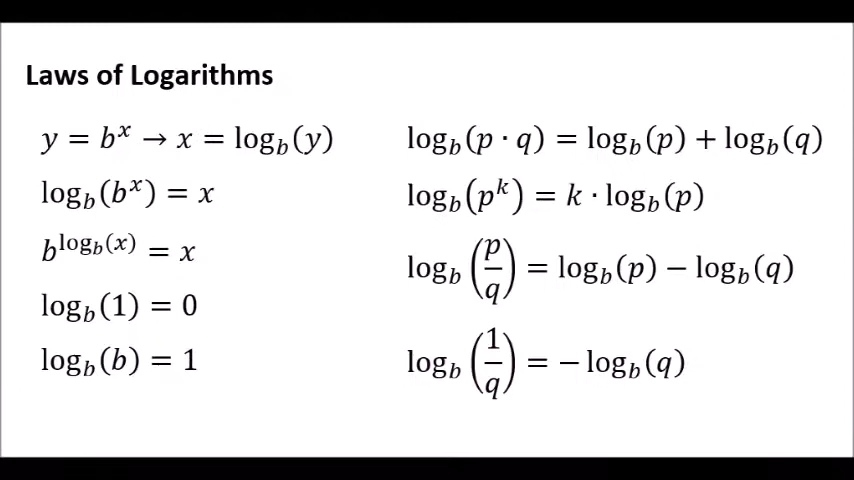 Laws of Logarithms
y = b^x → x = log_b(y)
log_b(b^x) = x
b^{log_b(x)} = x
log_b(1) = 0
log_b(b) = 1
log_b(p · q) = log_b(p) + log_b(q)
log_b(p^k) = k · log_b(p)
log_b(p/q) = log_b(p) − log_b(q)
log_b(1/q) = − log_b(q)